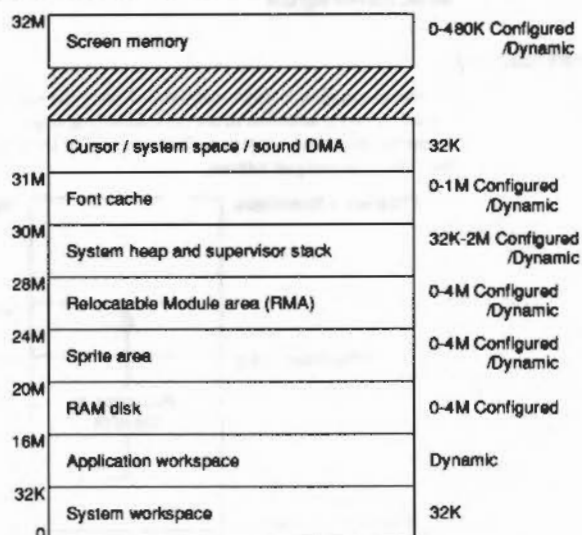 32M
Screen memory
0-480K Configured
/Dynamic
Cursor / system space / sound DMA
32K
31M
Font cache
0-1M Configured
/Dynamic
30M
System heap and supervisor stack
32K-2M Configured
/Dynamic
28M
Relocatable Module area (RMA)
0-4M Configured
/Dynamic
24M
Sprite area
0-4M Configured
/Dynamic
20M
RAM disk
0-4M Configured
16M
Application workspace
Dynamic
32K
System workspace
32K
0